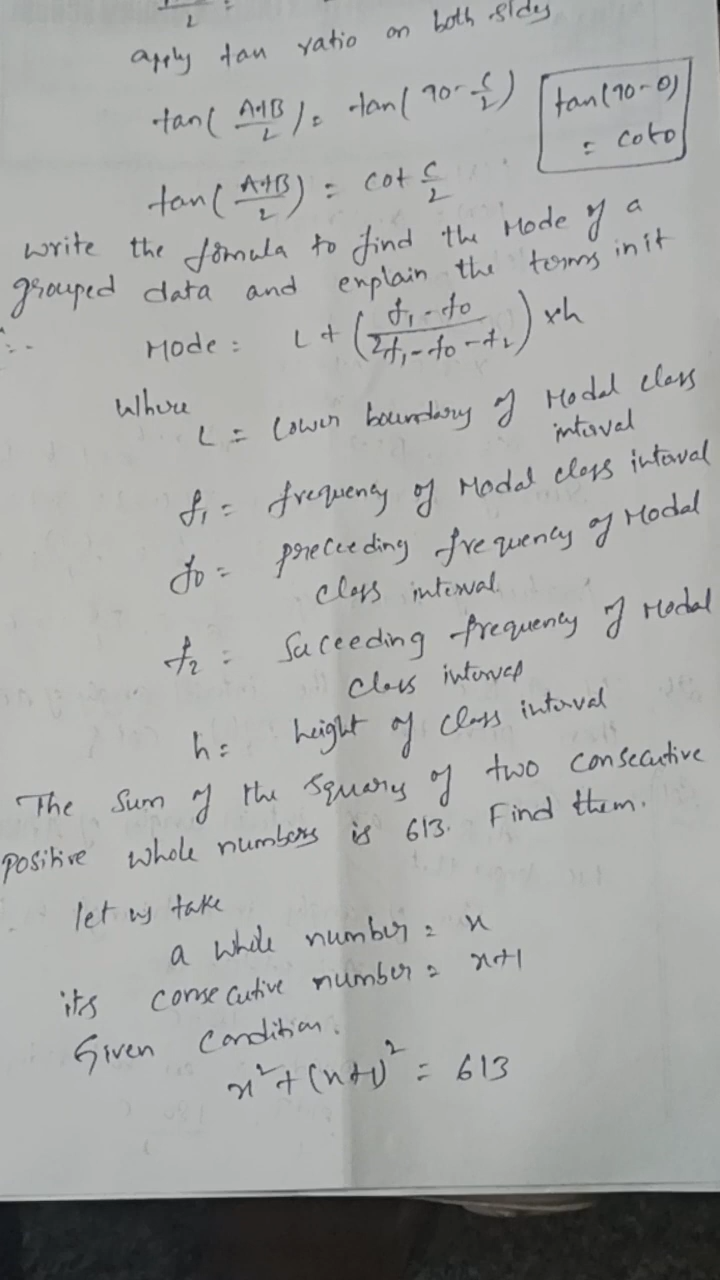 apply tan ratio on both sides
tan( A+B/2 ) = tan( 90 - C/2 )
tan(90-θ)
= cotθ
tan( A+B/2 ) = cot C/2
write the formula to find the Mode of a
grouped data and explain the terms in it
Mode = L + ( f₁-f₀ / 2f₁-f₀-f₂ ) xh
Where
L = Lower boundary of Modal class
interval
f₁ = frequency of Modal class interval
f₀ = preceeding frequency of Modal
class interval
f₂ = Suceeding frequency of Modal
class interval
h = height of class interval
The Sum of the Squares of two consecutive
positive whole numbers is 613. Find them.
let us take
a whole number = x
its consecutive number = x+1
Given Condition.
x² + (x+1)² = 613